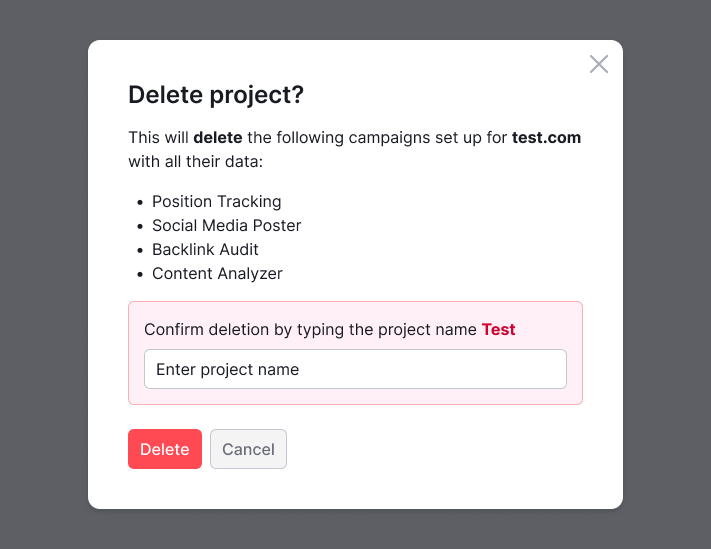 Delete project?
This will delete the following campaigns set up for test.com
with all their data:
• Position Tracking
• Social Media Poster
• Backlink Audit
• Content Analyzer
Confirm deletion by typing the project name Test
Enter project name
Delete Cancel